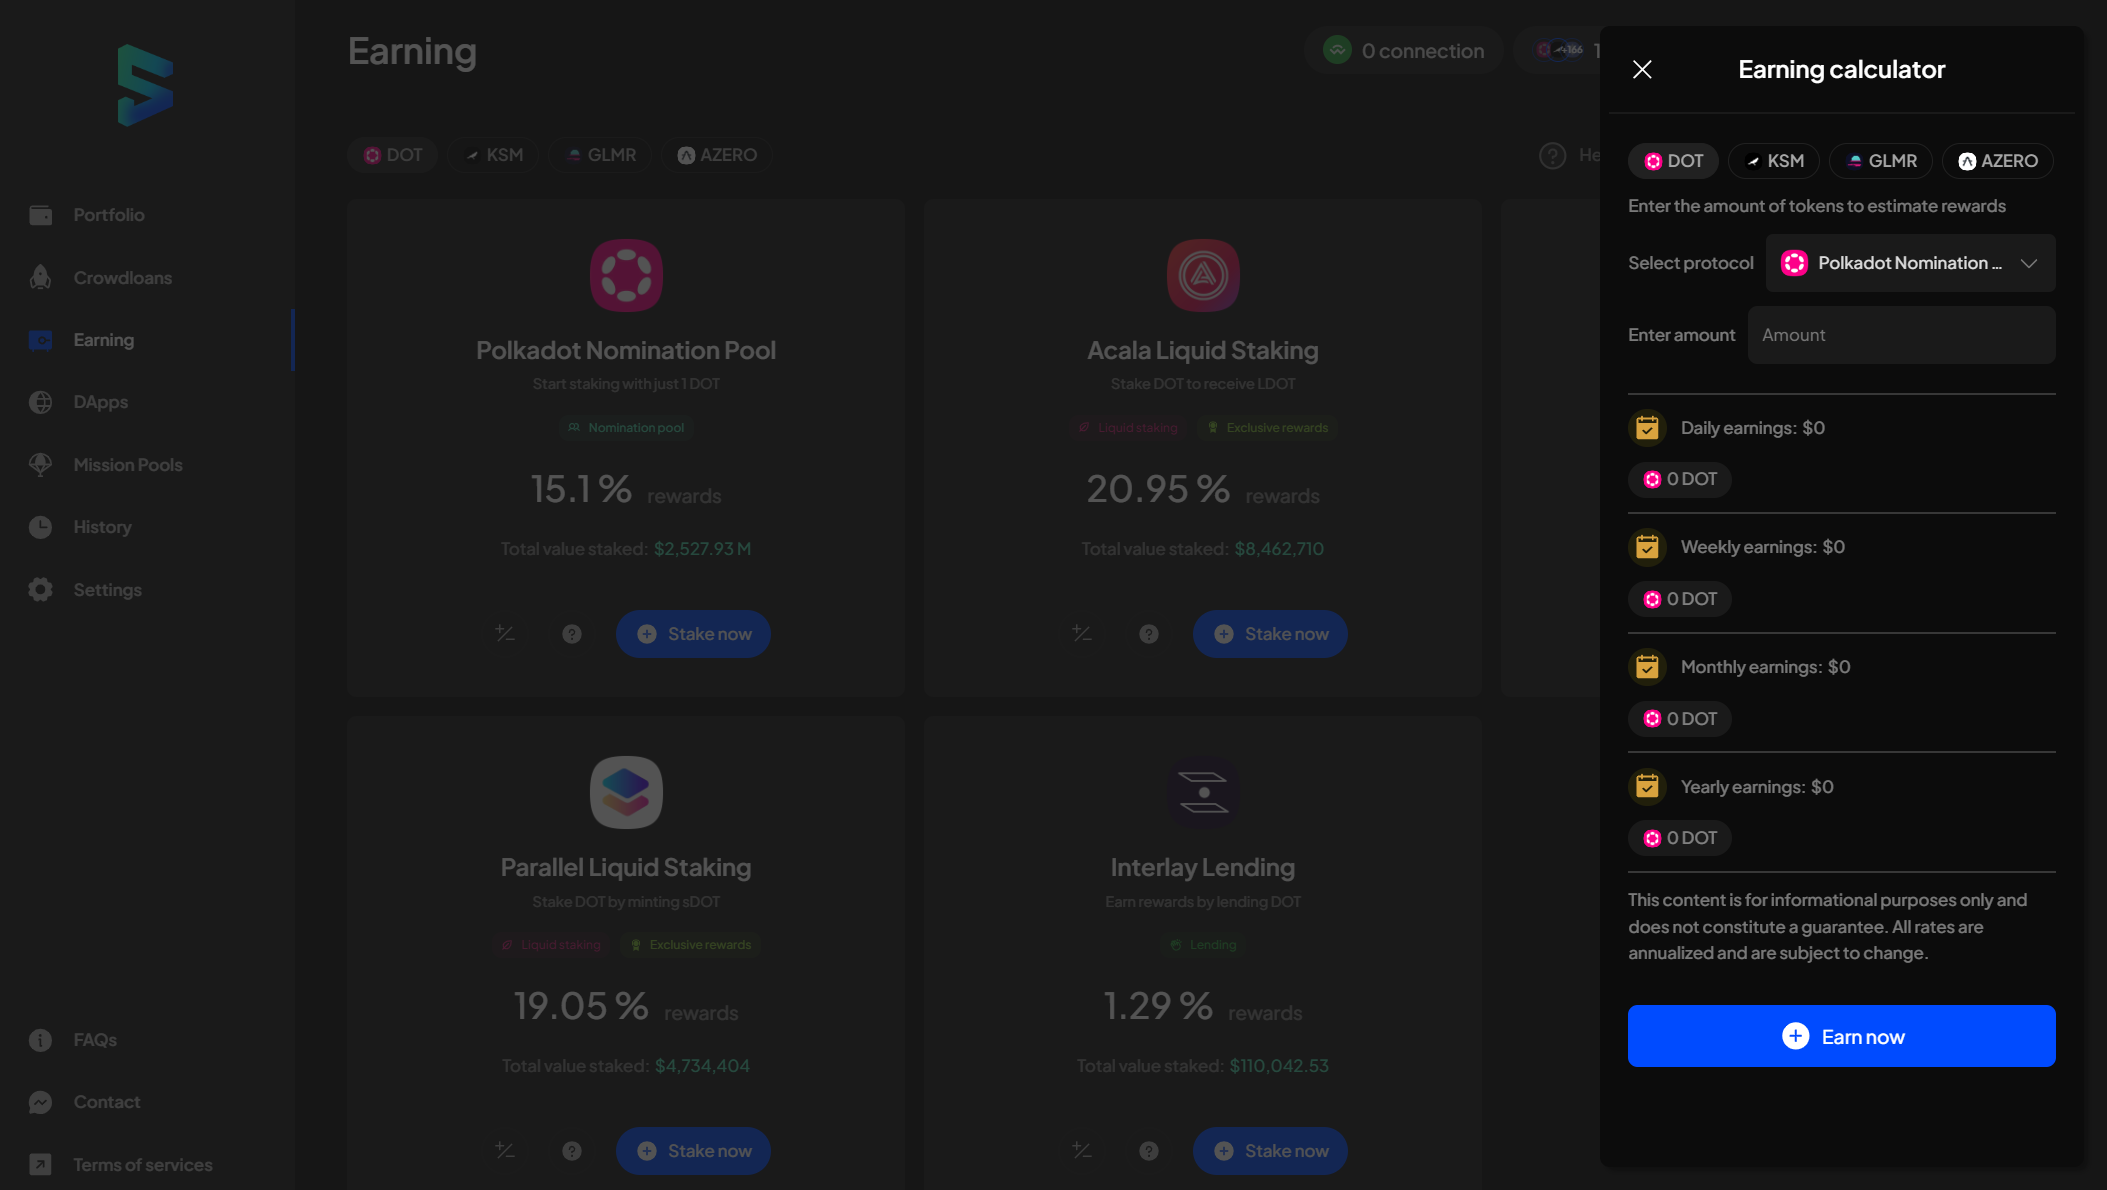 Earning
0 connection
+166
DOT
KSM
GLMR
AZERO
Portfolio
Crowdloans
Earning
DApps
Mission Pools
History
Settings
FAQs
Contact
Terms of services
Polkadot Nomination Pool
Start staking with just 1 DOT
Nomination pool
15.1 % rewards
Total value staked: $2,527.93 M
Stake now
Acala Liquid Staking
Stake DOT to receive LDOT
Liquid staking
Exclusive rewards
20.95 % rewards
Total value staked: $8,462,710
Stake now
Parallel Liquid Staking
Stake DOT by minting sDOT
Liquid staking
Exclusive rewards
19.05 % rewards
Total value staked: $4,734,404
Stake now
Interlay Lending
Earn rewards by lending DOT
Lending
1.29 % rewards
Total value staked: $110,042.53
Stake now
Earning calculator
DOT
KSM
GLMR
AZERO
Enter the amount of tokens to estimate rewards
Select protocol
Polkadot Nomination ...
Enter amount
Amount
Daily earnings: $0
0 DOT
Weekly earnings: $0
0 DOT
Monthly earnings: $0
0 DOT
Yearly earnings: $0
0 DOT
This content is for informational purposes only and
does not constitute a guarantee. All rates are
annualized and are subject to change.
Earn now